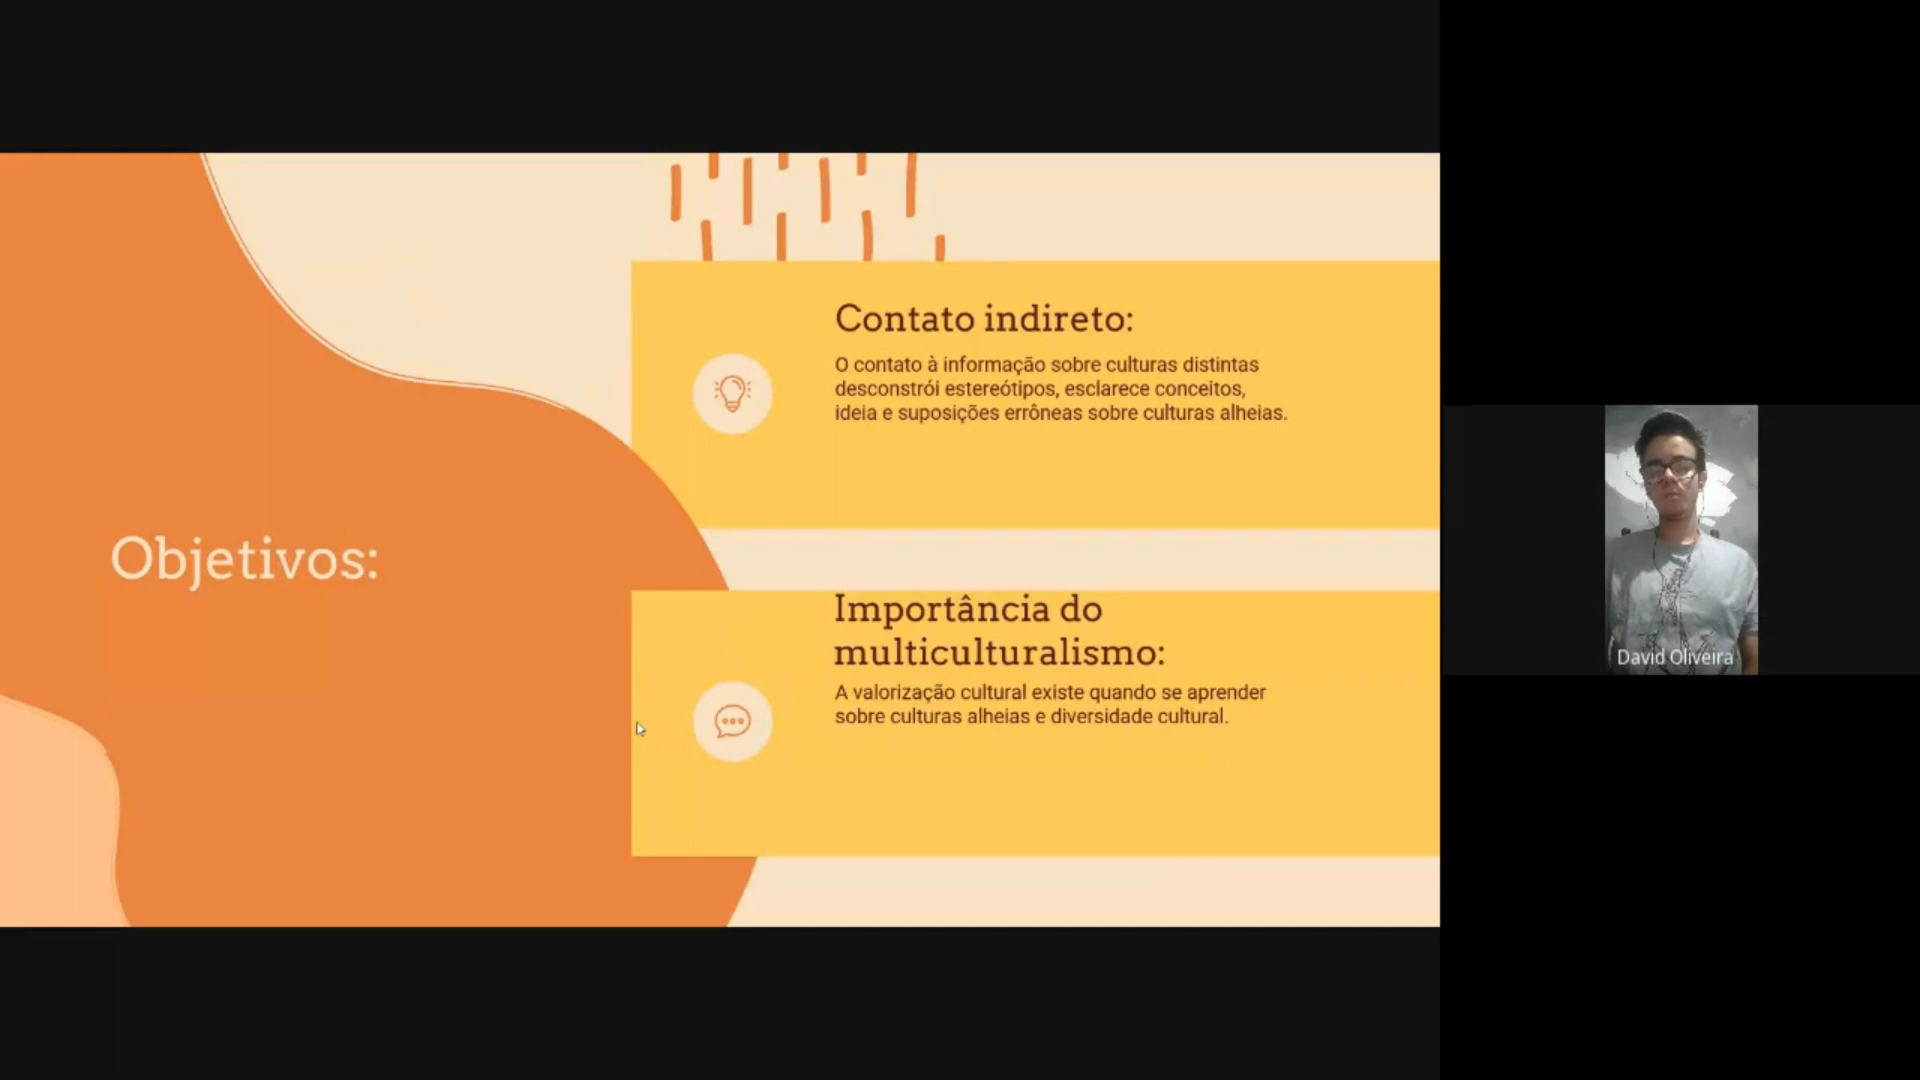 Objetivos:
Contato indireto:
O contato à informação sobre culturas distintas
desconstrói estereótipos, esclarece conceitos,
ideia e suposições errôneas sobre culturas alheias.
Importância do
multiculturalismo:
A valorização cultural existe quando se aprender
sobre culturas alheias e diversidade cultural.
David Oliveira